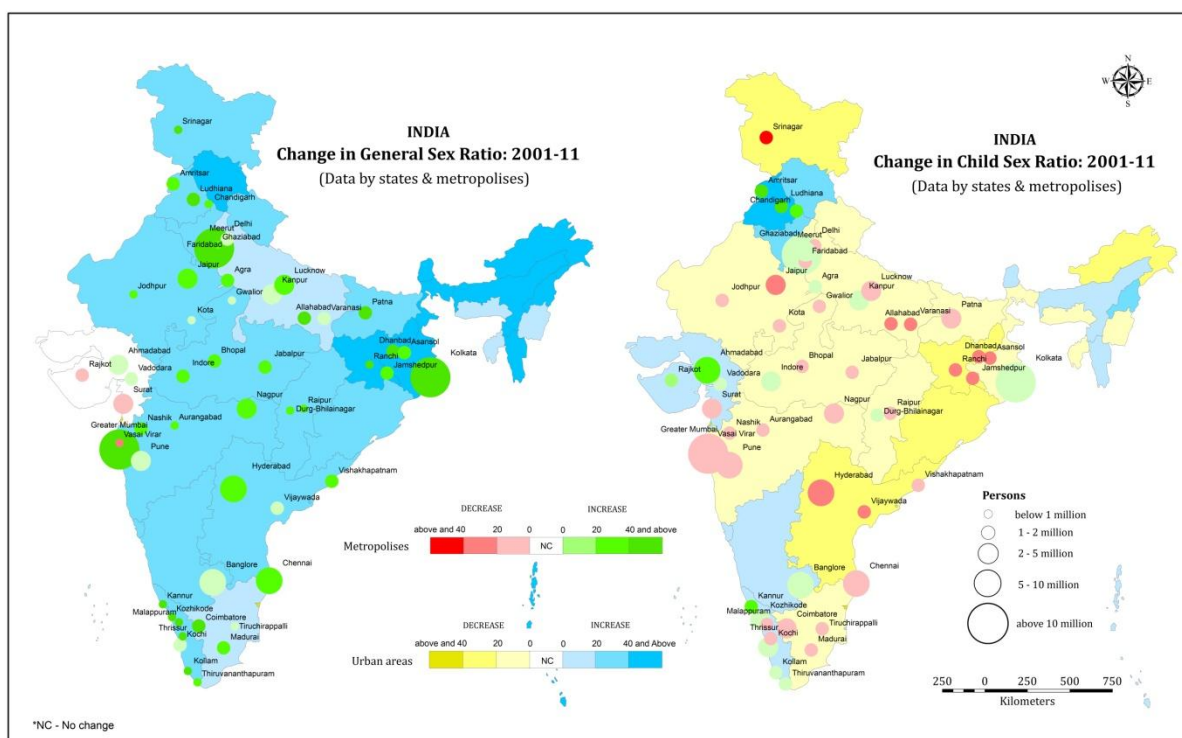 INDIA
Change in General Sex Ratio: 2001-11
(Data by states & metropolises)
Srinagar
Amritsar
Ludhiana
Chandigarh
Delhi
Meerut
Ghaziabad
Faridabad
Jaipur
Agra
Lucknow
Kanpur
Jodhpur
Gwalior
Allahabad
Varanasi
Patna
Kota
Dhanbad
Asansol
Ahmadabad
Bhopal
Jabalpur
Ranchi
Kolkata
Rajkot
Vadodara
Indore
Jamshedpur
Surat
Nagpur
Raipur
Durg-Bhilainagar
Nashik
Aurangabad
Greater Mumbai
Vasai Virar
Pune
Hyderabad
Vishakhapatnam
Vijaywada
Banglore
Chennai
Kannur
Kozhikode
Malappuram
Coimbatore
Tiruchirappalli
Thrissur
Kochi
Madurai
Kollam
Thiruvananthapuram
DECREASE
INCREASE
above and 40
20
0
20
40 and above
Metropolises
NC
DECREASE
INCREASE
above and 40
20
0
20
40 and Above
Urban areas
NC
*NC - No change
N
W
E
S
INDIA
Change in Child Sex Ratio: 2001-11
(Data by states & metropolises)
Srinagar
Amritsar
Ludhiana
Chandigarh
Delhi
Ghaziabad
Meerut
Faridabad
Jaipur
Agra
Lucknow
Kanpur
Jodhpur
Gwalior
Kota
Allahabad
Varanasi
Patna
Dhanbad
Asansol
Ahmadabad
Bhopal
Jabalpur
Ranchi
Kolkata
Rajkot
Vadodara
Indore
Jamshedpur
Surat
Nagpur
Raipur
Durg-Bhilainagar
Nashik
Aurangabad
Greater Mumbai
Vasai Virar
Pune
Hyderabad
Vishakhapatnam
Vijaywada
Banglore
Chennai
Kannur
Kozhikode
Malappuram
Coimbatore
Tiruchirappalli
Thrissur
Kochi
Madurai
Kollam
Thiruvananthapuram
Persons
below 1 million
1 - 2 million
2 - 5 million
5 - 10 million
above 10 million
250 125 0 250 500 750
Kilometers